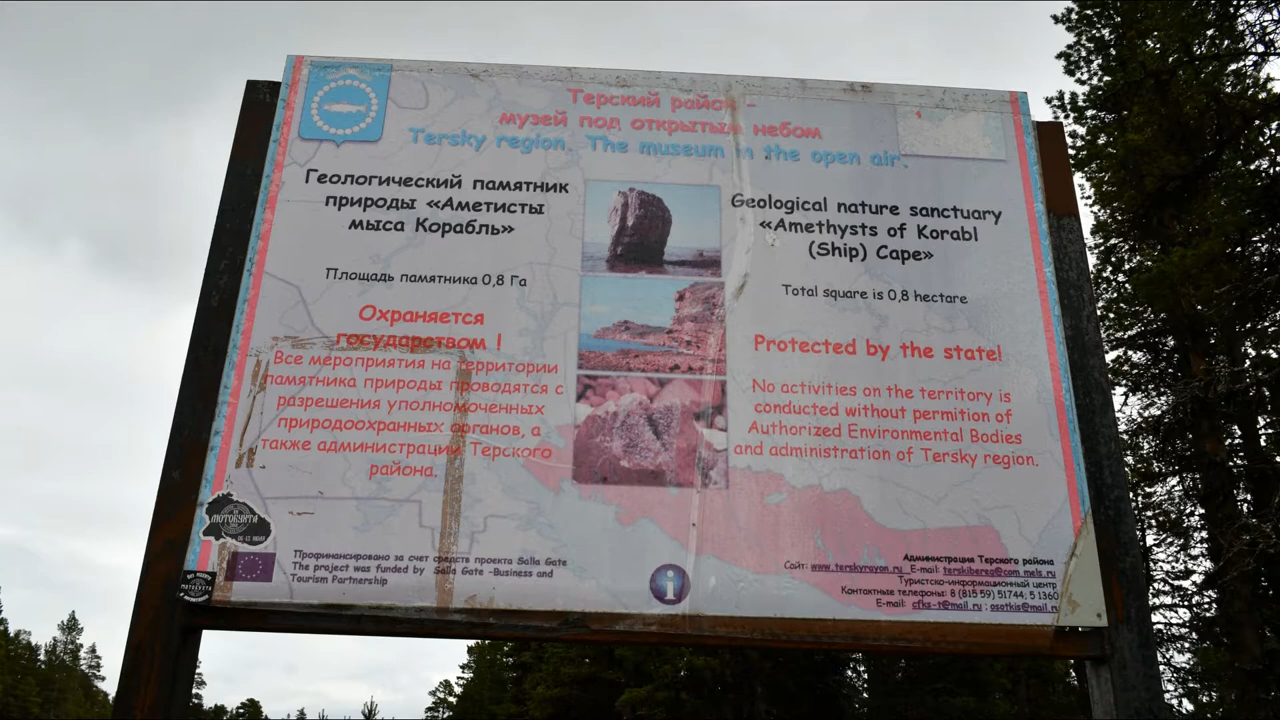 Терский район -
музей под открытым небом
Tersky region. The museum in the open air.
Геологический памятник
природы «Аметисты
мыса Корабль»
Площадь памятника 0,8 Га
Охраняется
государством !
Все мероприятия на территории
памятника природы проводятся с
разрешения уполномоченных
природоохранных органов, а
также администрации Терского
района.
Geological nature sanctuary
«Amethysts of Korabl
(Ship) Cape»
Total square is 0,8 hectare
Protected by the state!
No activities on the territory is
conducted without permition of
Authorized Environmental Bodies
and administration of Tersky region.
МОТОБУХТА
Профинансировано за счет средств проекта Salla Gate
The project was funded by Salla Gate -Business and
Tourism Partnership
i
Администрация Терского района
Сайт: www.terskyrayon.ru E-mail: terskibereg@com.mels.ru
Туристско-информационный центр
Контактные телефоны: 8 (815 59) 51744; 5 1360
E-mail: cfks-t@mail.ru ; osotkis@mail.ru
МОТОБУХТА